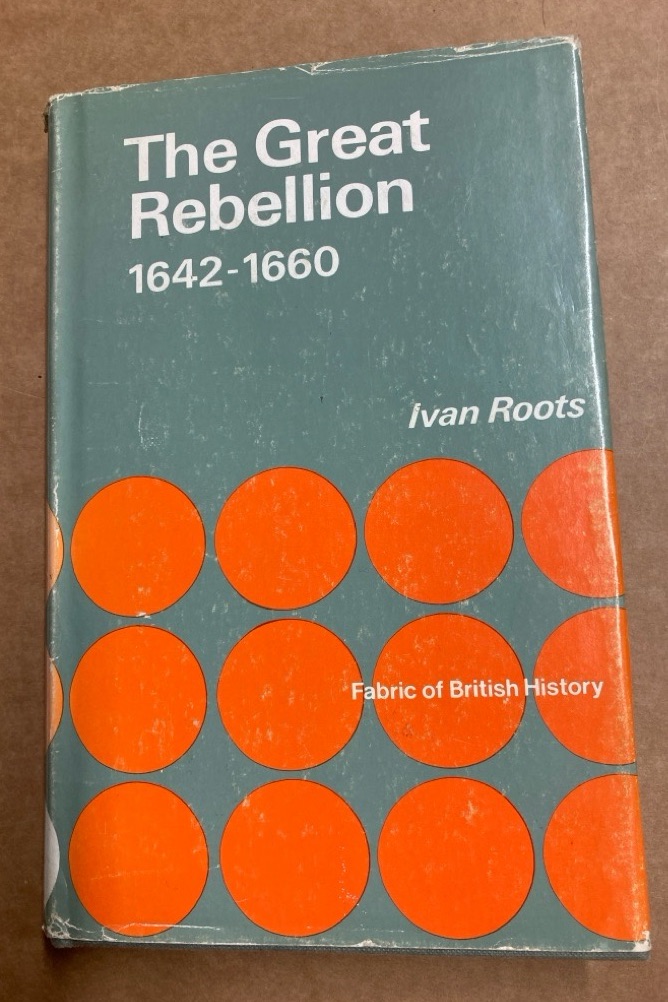 The Great
Rebellion
1642-1660
Ivan Roots
Fabric of British History